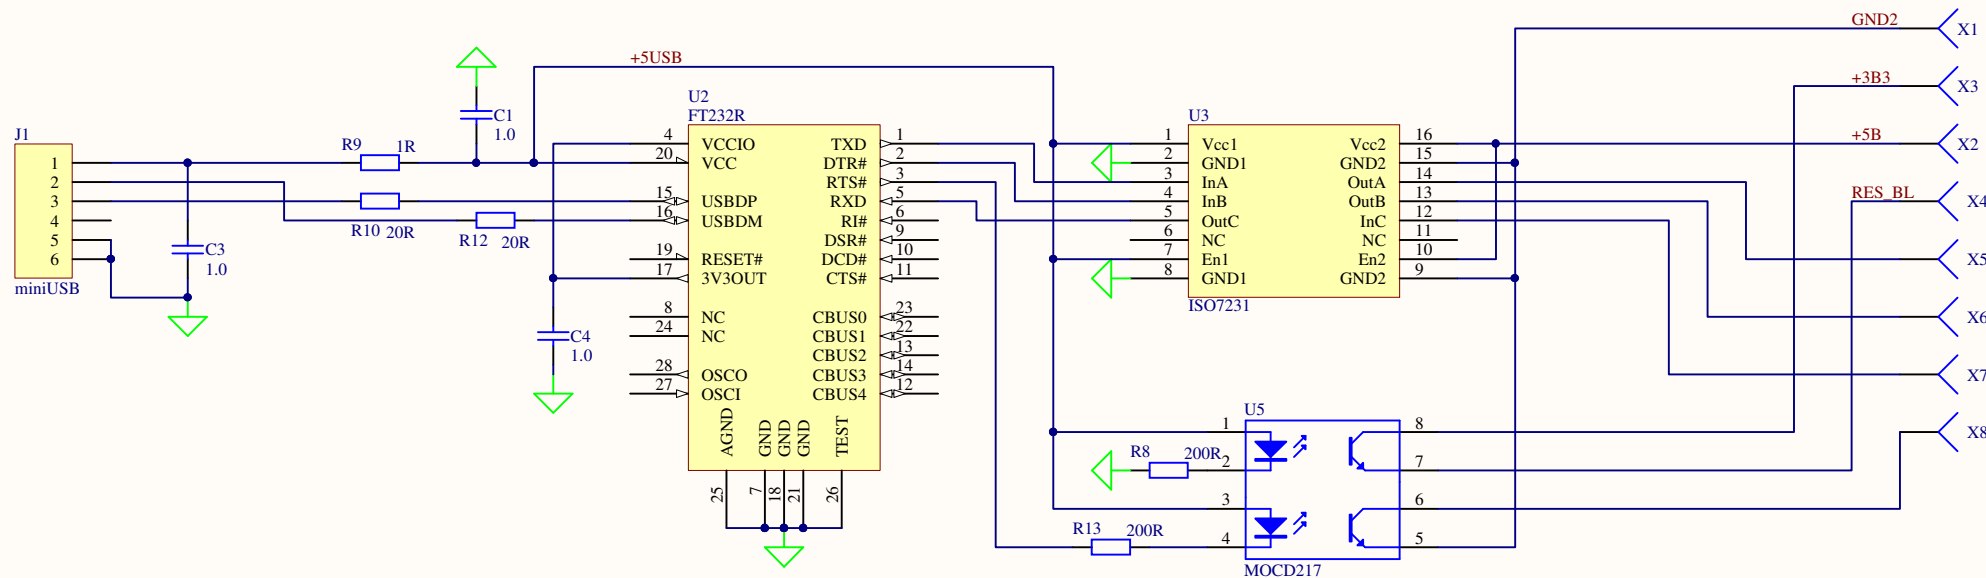 GND2
X1
+5USB
+3B3
X3
U2
FT232R
C1
1.0
U3
J1
R9
1R
+5B
X2
1
2
3
4
5
6
miniUSB
R10
20R
R12
20R
C3
1.0
C4
1.0
4
VCCIO
20
VCC
15
USBDP
16
USBDM
19
RESET#
17
3V3OUT
8
NC
24
NC
28
OSCO
27
OSCI
TXD
1
DTR#
2
RTS#
3
RXD
5
RI#
6
DSR#
9
DCD#
10
CTS#
11
CBUS0
23
CBUS1
22
CBUS2
13
CBUS3
14
CBUS4
12
AGND
GND
GND
GND
TEST
25
7
18
21
26
1
Vcc1
2
GND1
3
InA
4
InB
5
OutC
6
NC
7
En1
8
GND1
Vcc2
16
GND2
15
OutA
14
OutB
13
InC
12
NC
11
En2
10
GND2
9
ISO7231
RES_BL
X4
X5
X6
X7
X8
U5
1
2
3
4
8
7
6
5
R8
200R
R13
200R
MOCD217